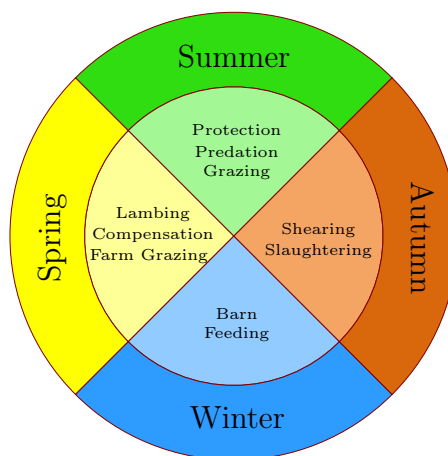 Summer
Protection
Predation
Grazing
Spring
Lambing
Compensation
Farm Grazing
Shearing
Slaughtering
Autumn
Barn
Feeding
Winter